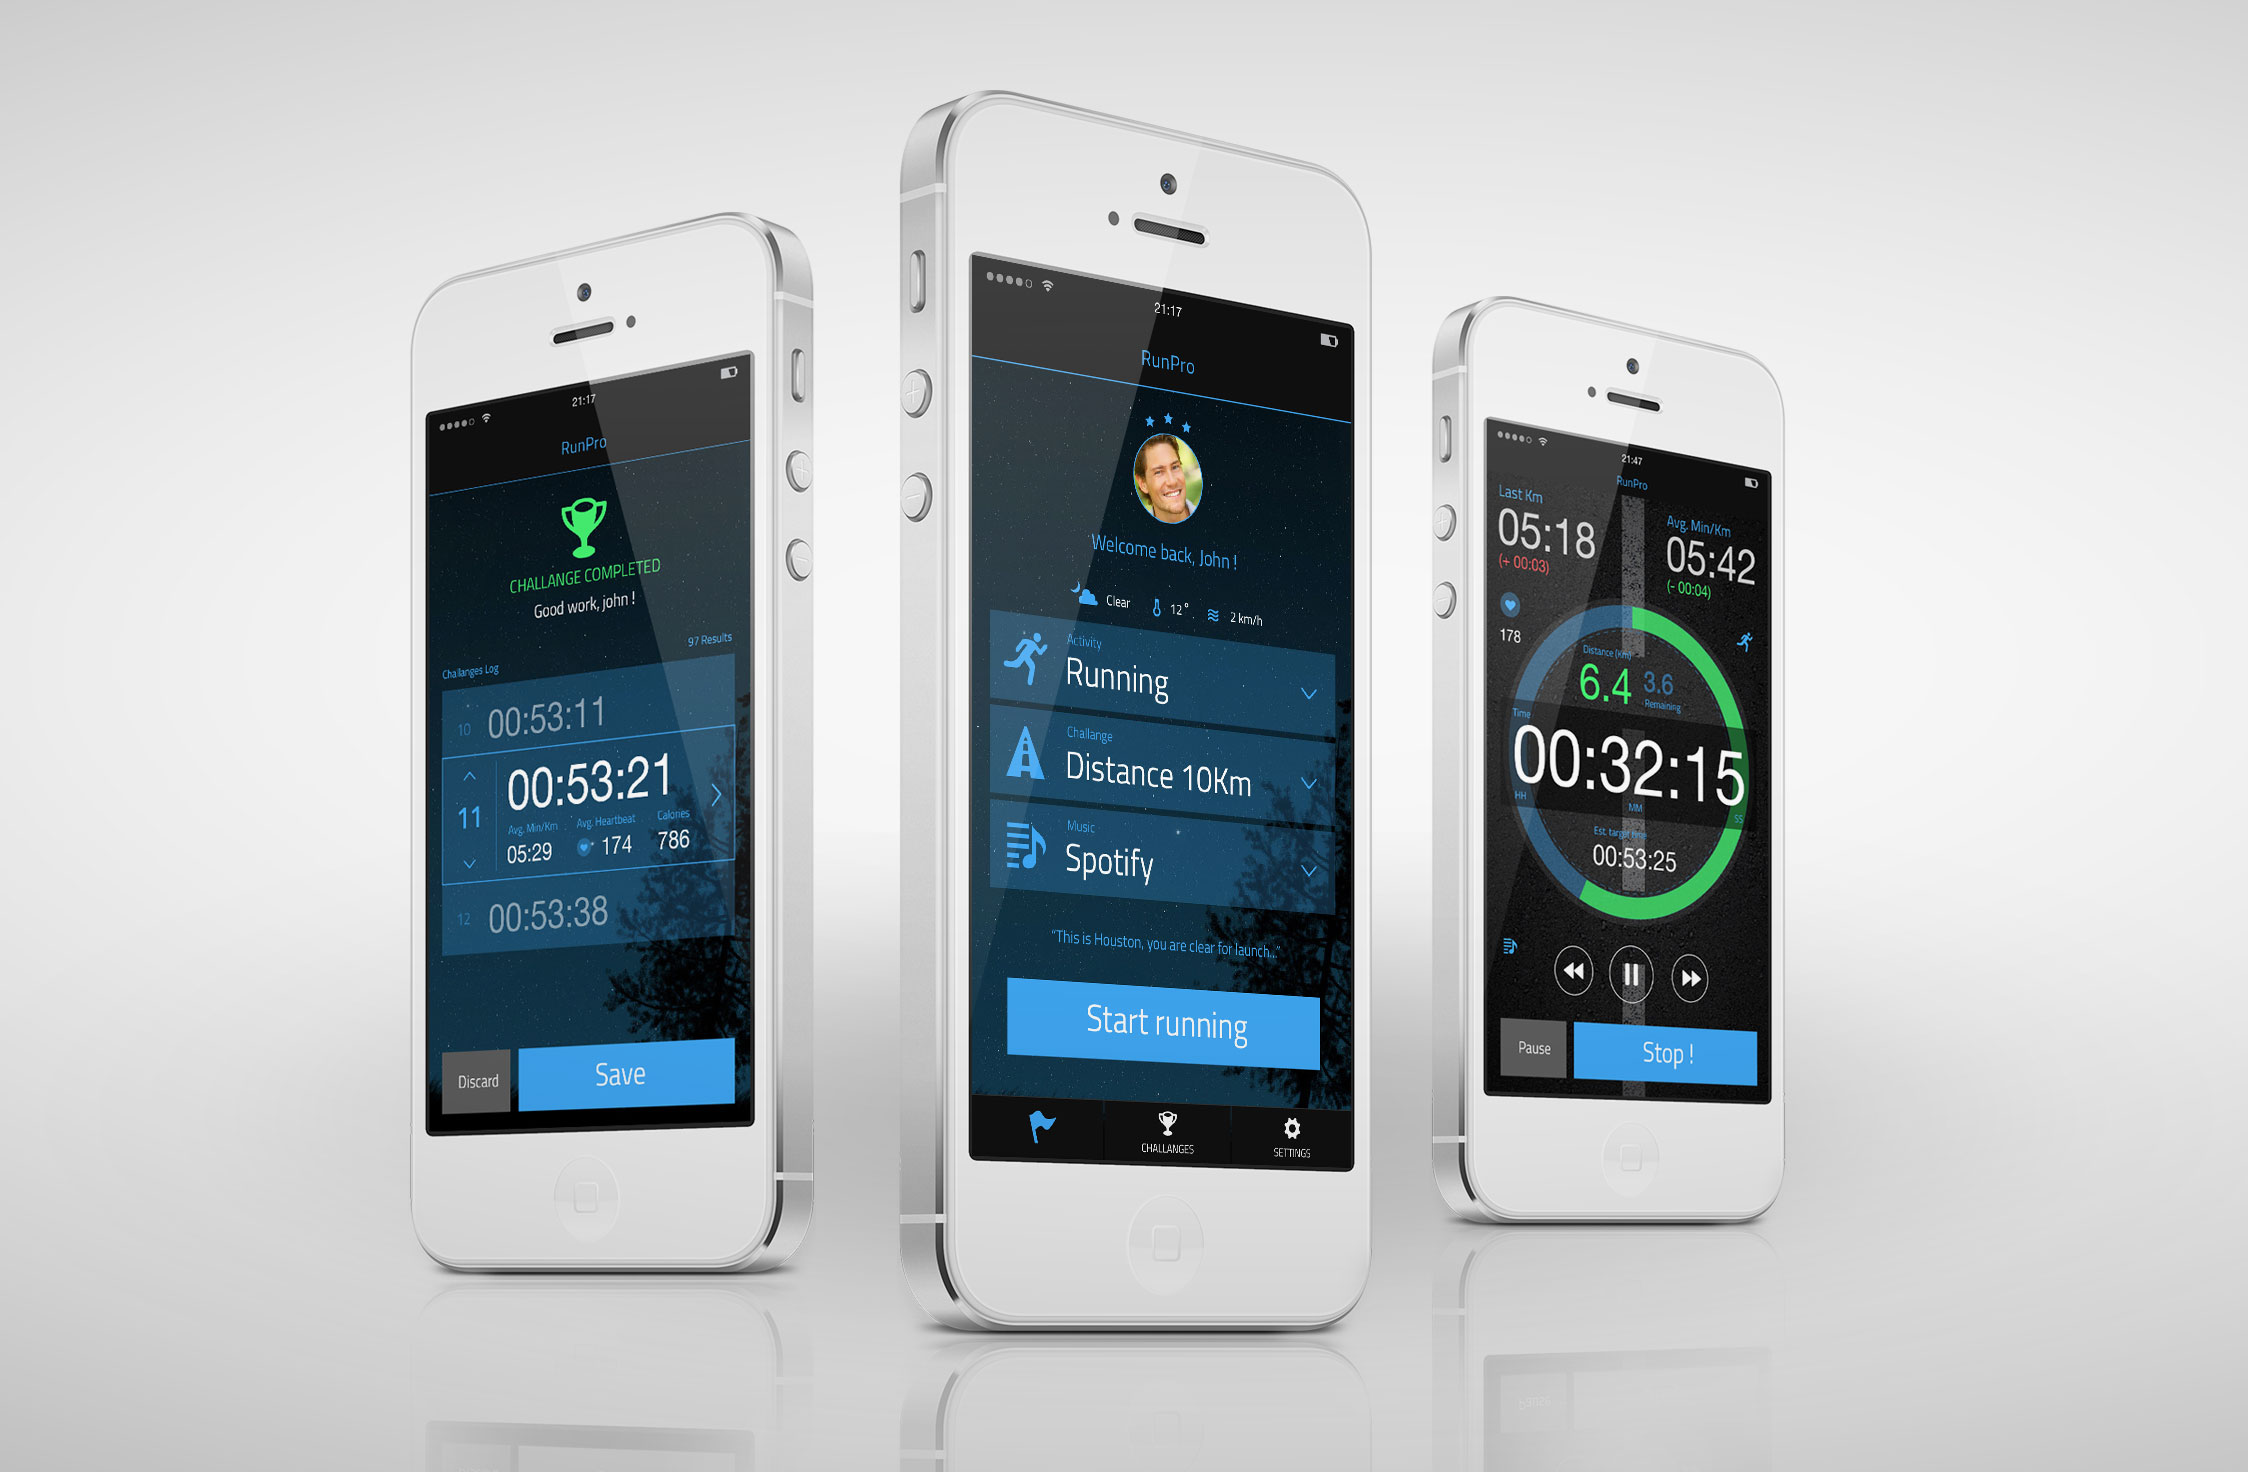 21:17
RunPro
CHALLANGE COMPLETED
Good work, john !
97 Results
Challanges Log
10 00:53:11
11 00:53:21
Avg. Min/Km Avg. Heartbeat Calories
05:29 174 786
12 00:53:38
Discard Save
21:17
RunPro
Welcome back, John !
Clear 12° 2 km/h
Activity
Running
Challange
Distance 10Km
Music
Spotify
“This is Houston, you are clear for launch...”
Start running
CHALLANGES SETTINGS
21:47
RunPro
Last Km Avg. Min/Km
05:18 05:42
(+ 00:03) (- 00:04)
178
Distance (Km)
6.4 3.6
Remaining
Time
00:32:15
HH MM SS
Est. target time
00:53:25
Pause Stop !